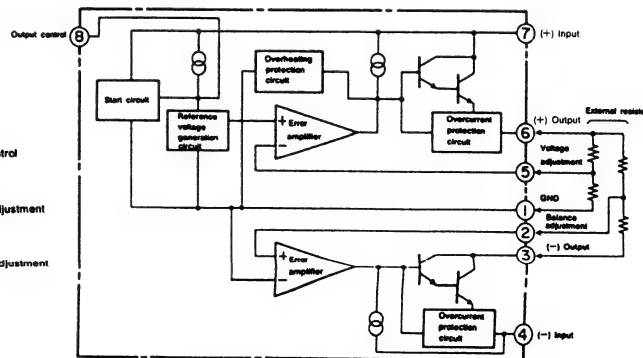 Output control
8
7
(+) Input
Overheating
protection
circuit
Start circuit
Reference
voltage
generation
circuit
+
−
Error
amplifier
Overcurrent
protection
circuit
(+) Output
External resist
6
Voltage
adjustment
5
ntrol
GND
1
djustment
Balance
adjustment
2
(−) Output
3
+
−
Error
amplifier
djustment
Overcurrent
protection
circuit
4
(−) Input